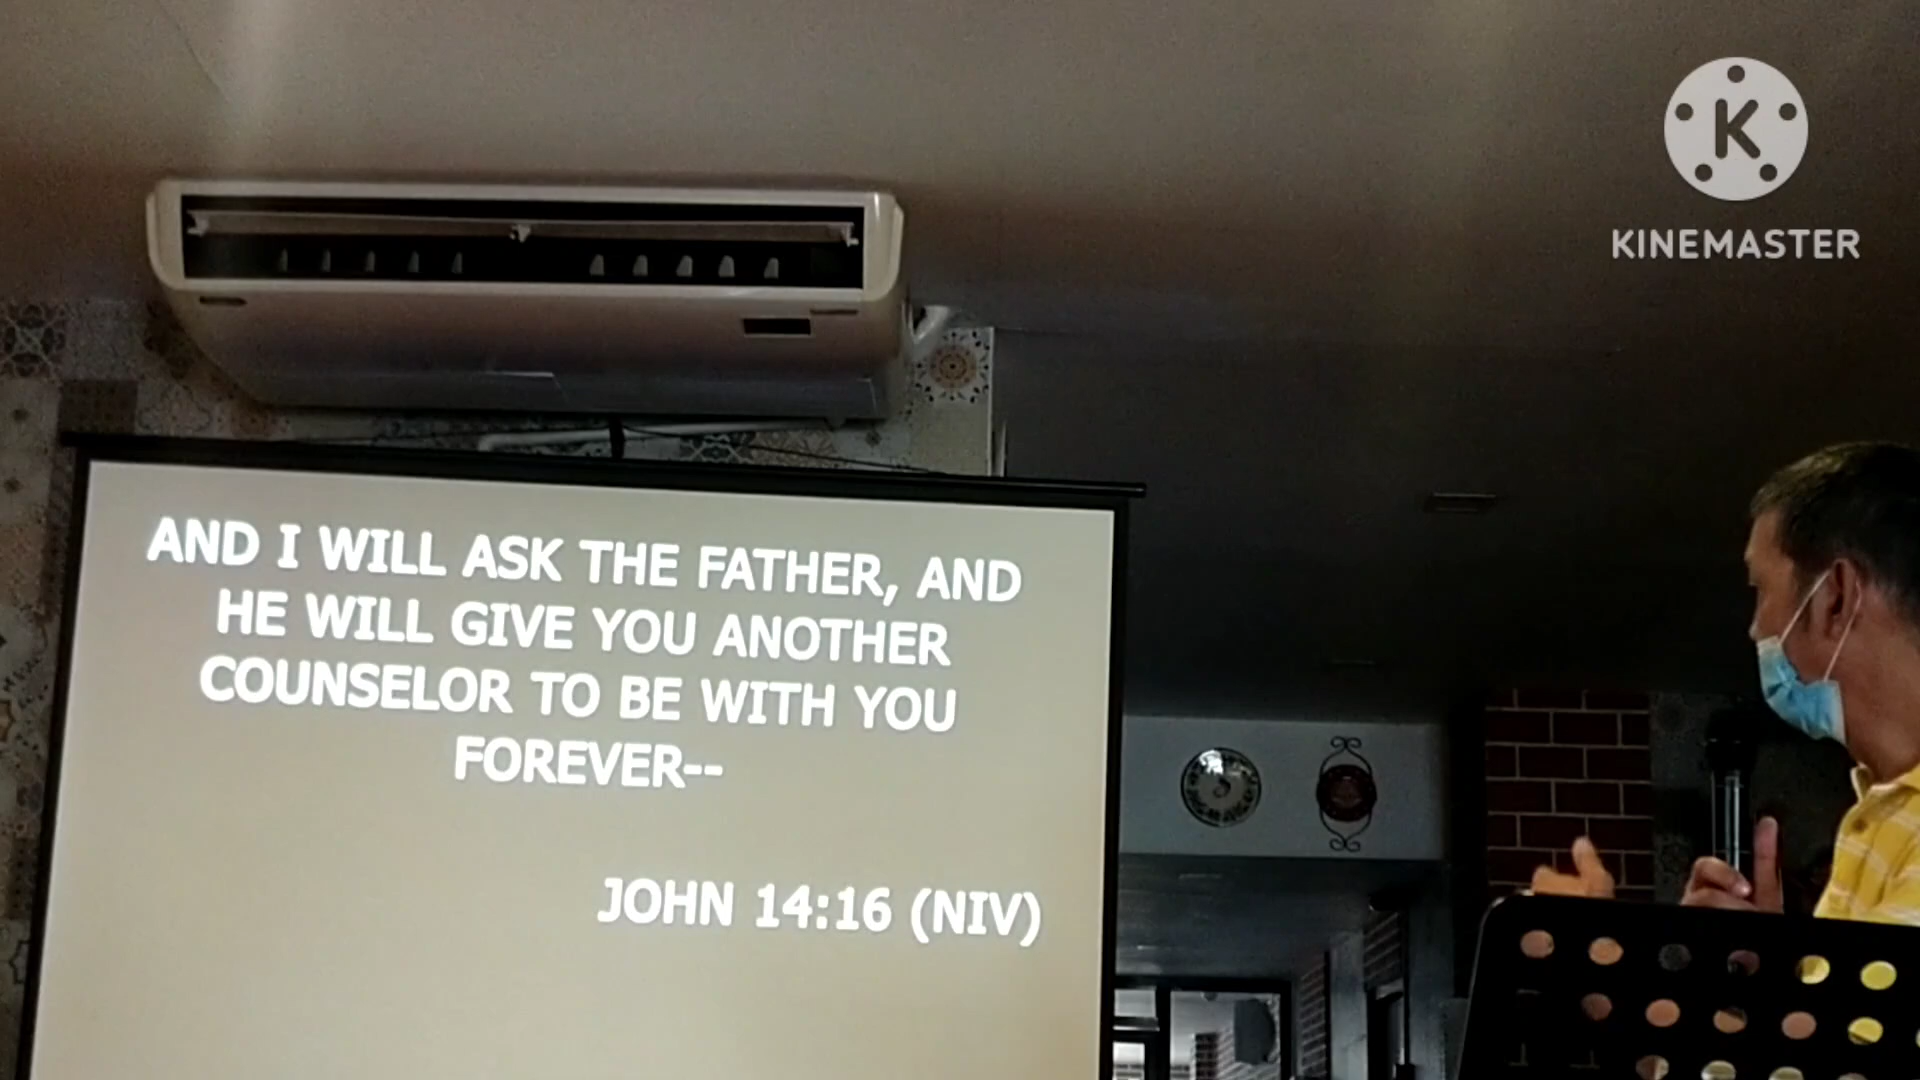 K
KINEMASTER
AND I WILL ASK THE FATHER, AND
HE WILL GIVE YOU ANOTHER
COUNSELOR TO BE WITH YOU
FOREVER--
JOHN 14:16 (NIV)